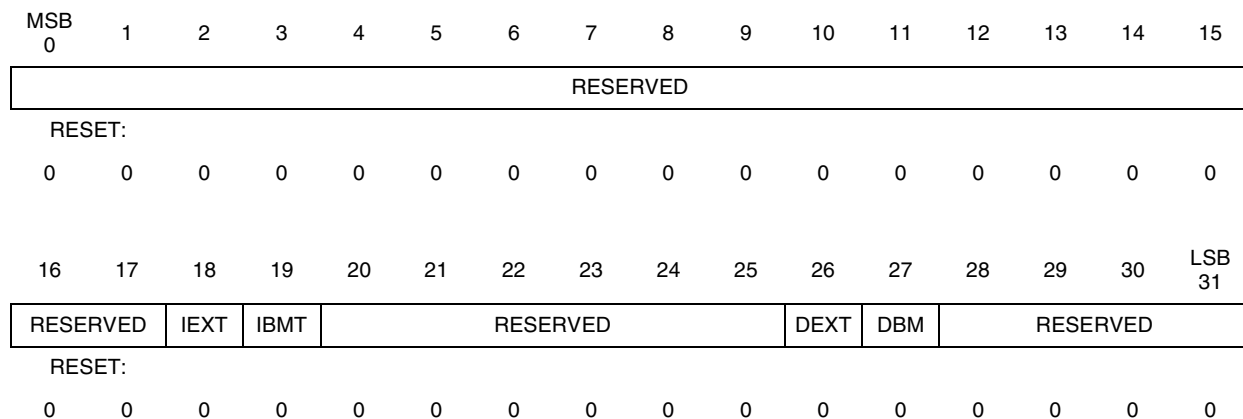 MSB
0 1 2 3 4 5 6 7 8 9 10 11 12 13 14 15
RESERVED
RESET:
0 0 0 0 0 0 0 0 0 0 0 0 0 0 0 0
16 17 18 19 20 21 22 23 24 25 26 27 28 29 30 LSB
31
RESERVED IEXT IBMT RESERVED DEXT DBM RESERVED
RESET:
0 0 0 0 0 0 0 0 0 0 0 0 0 0 0 0